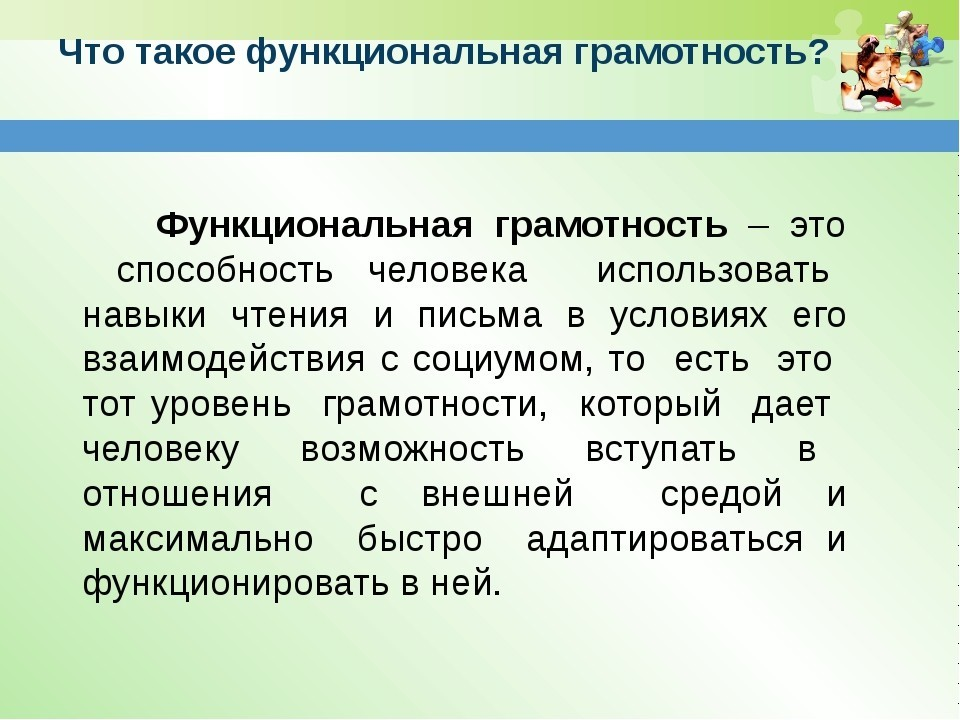 Что такое функциональная грамотность?
Функциональная грамотность – это
способность человека использовать
навыки чтения и письма в условиях его
взаимодействия с социумом, то есть это
тот уровень грамотности, который дает
человеку возможность вступать в
отношения с внешней средой и
максимально быстро адаптироваться и
функционировать в ней.